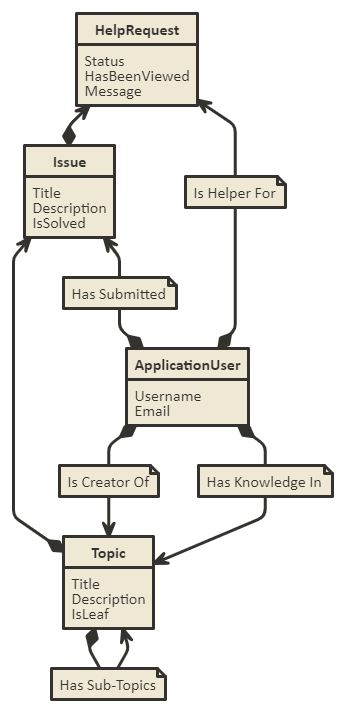 HelpRequest
Status
HasBeenViewed
Message
Issue
Title
Description
IsSolved
Is Helper For
Has Submitted
ApplicationUser
Username
Email
Is Creator Of
Has Knowledge In
Topic
Title
Description
IsLeaf
Has Sub-Topics